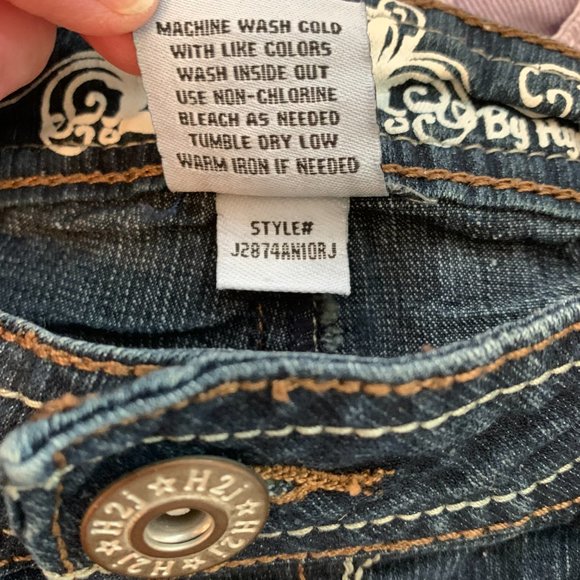 MACHINE WASH COLD
WITH LIKE COLORS
WASH INSIDE OUT
USE NON-CHLORINE
BLEACH AS NEEDED
TUMBLE DRY LOW
WARM IRON IF NEEDED
By
STYLE#
J2874AN10RJ
H2j ★ H2j ★ H2j ★ H2j ★